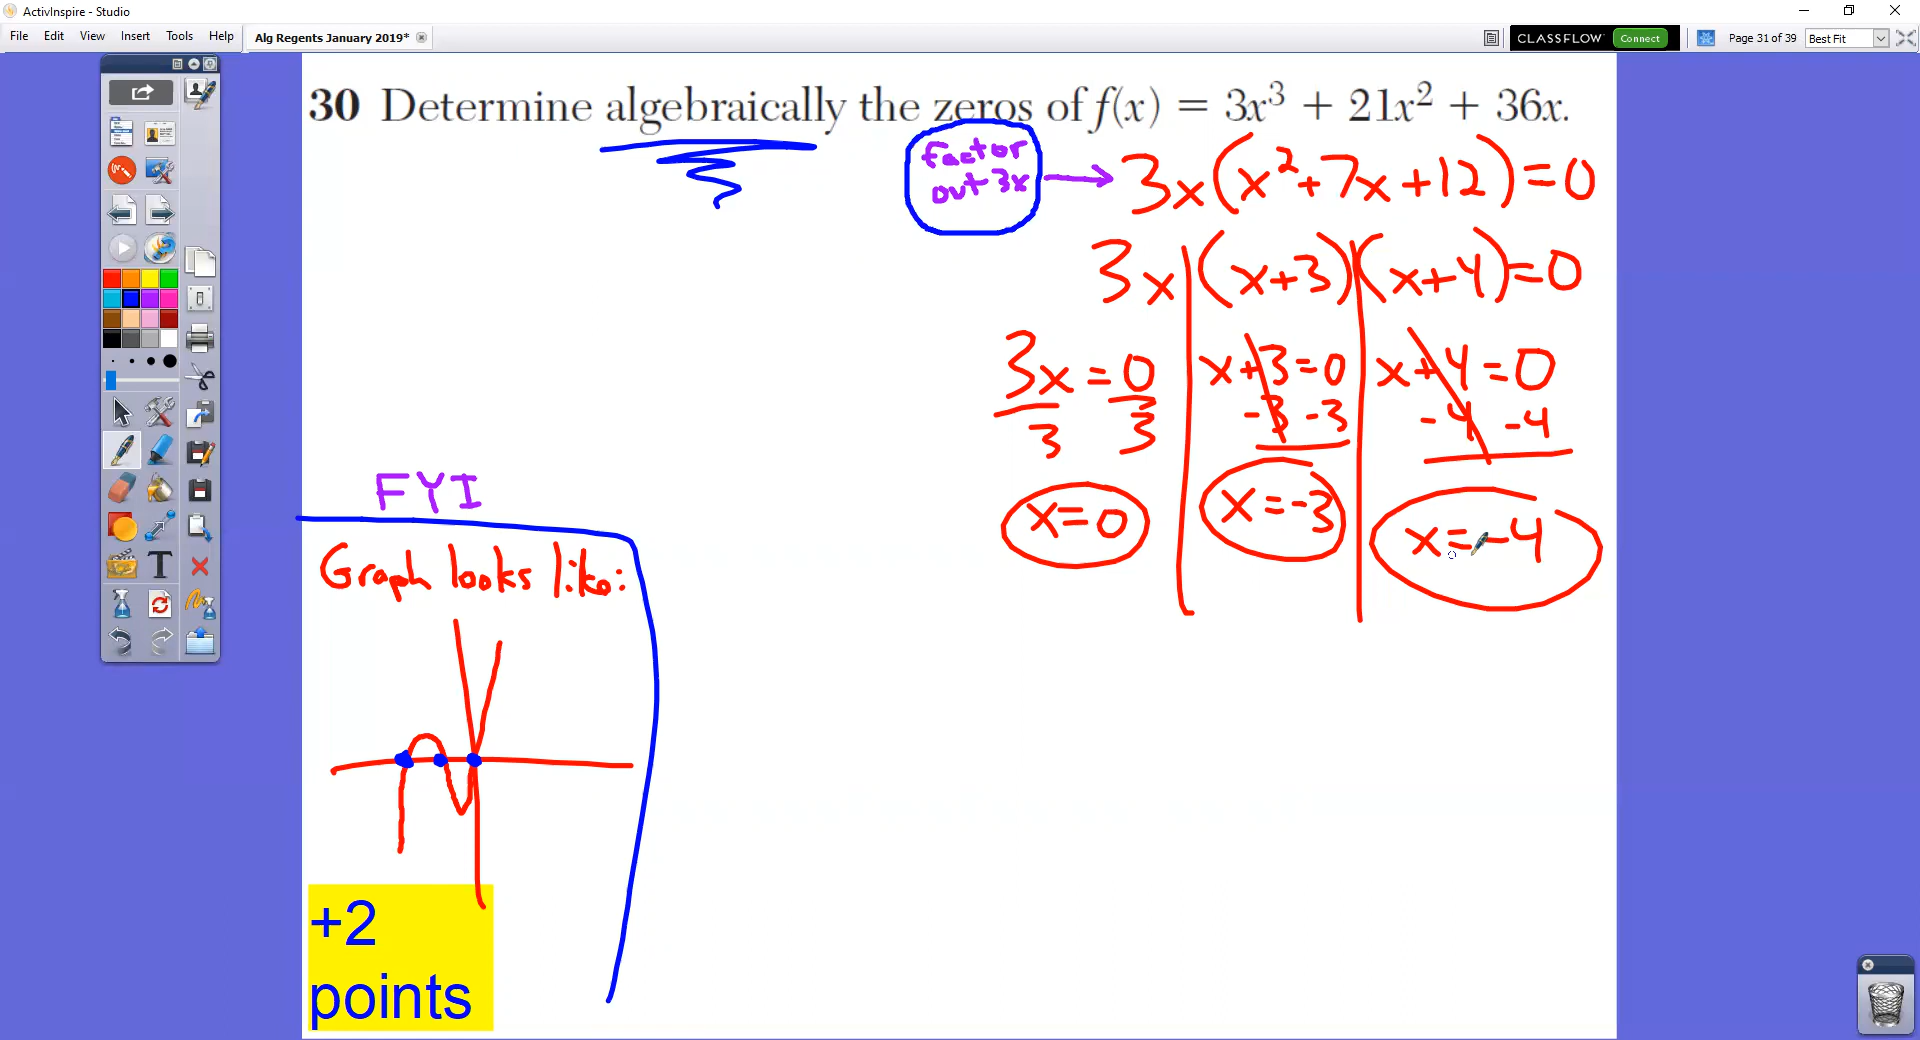 ActivInspire - Studio
File Edit View Insert Tools Help
Alg Regents January 2019*
CLASSFLOW Connect
Page 31 of 39
Best Fit
30 Determine algebraically the zeros of f(x) = 3x³ + 21x² + 36x.
factor
out 3x
3x(x²+7x+12)=0
3x (x+3)(x+4)=0
3x=0 x+3=0 x+4=0
3 3 -3 -3 -4 -4
x=0 x=-3 x=-4
FYI
Graph looks like:
+2
points